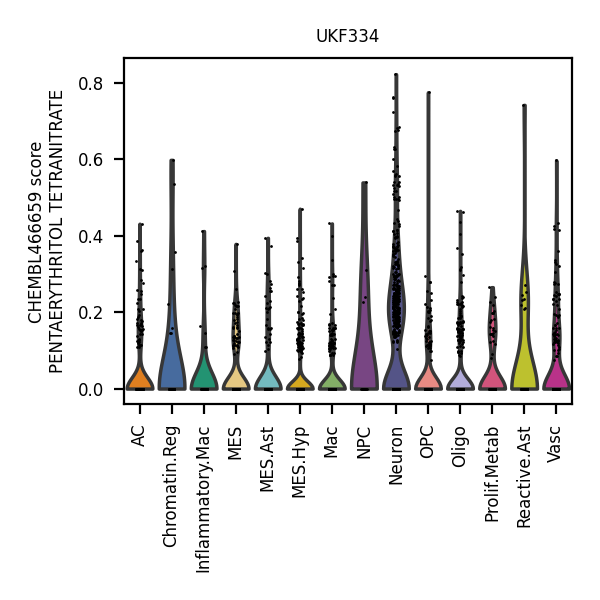 UKF334
CHEMBL466659 score
PENTAERYTHRITOL TETRANITRATE
0.8
0.6
0.4
0.2
0.0
AC
Chromatin.Reg
Inflammatory.Mac
MES
MES.Ast
MES.Hyp
Mac
NPC
Neuron
OPC
Oligo
Prolif.Metab
Reactive.Ast
Vasc